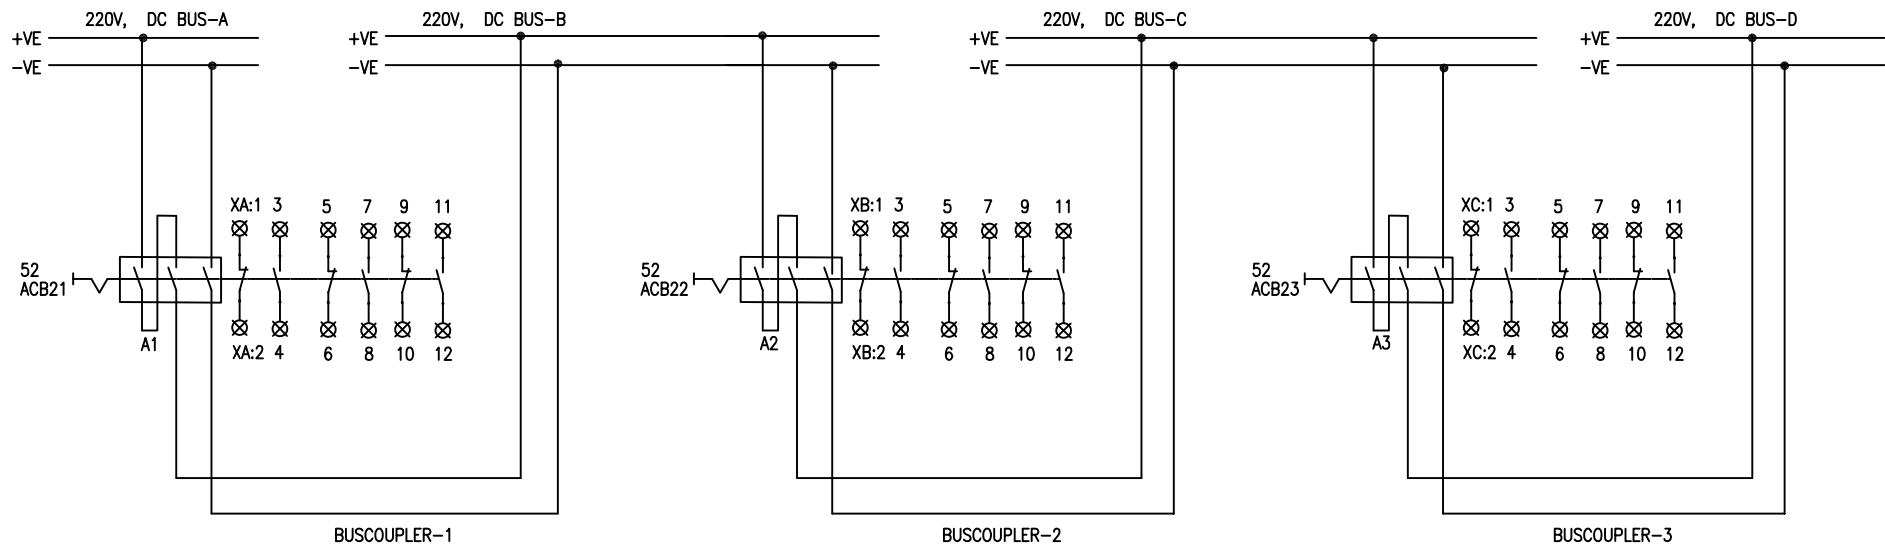 220V, DC BUS-A 220V, DC BUS-B 220V, DC BUS-C 220V, DC BUS-D
+VE +VE +VE +VE
-VE -VE -VE -VE
XA:1 3 5 7 9 11 XB:1 3 5 7 9 11 XC:1 3 5 7 9 11
52 52 52
ACB21 ACB22 ACB23
A1 A2 A3
XA:2 4 6 8 10 12 XB:2 4 6 8 10 12 XC:2 4 6 8 10 12
BUSCOUPLER-1 BUSCOUPLER-2 BUSCOUPLER-3